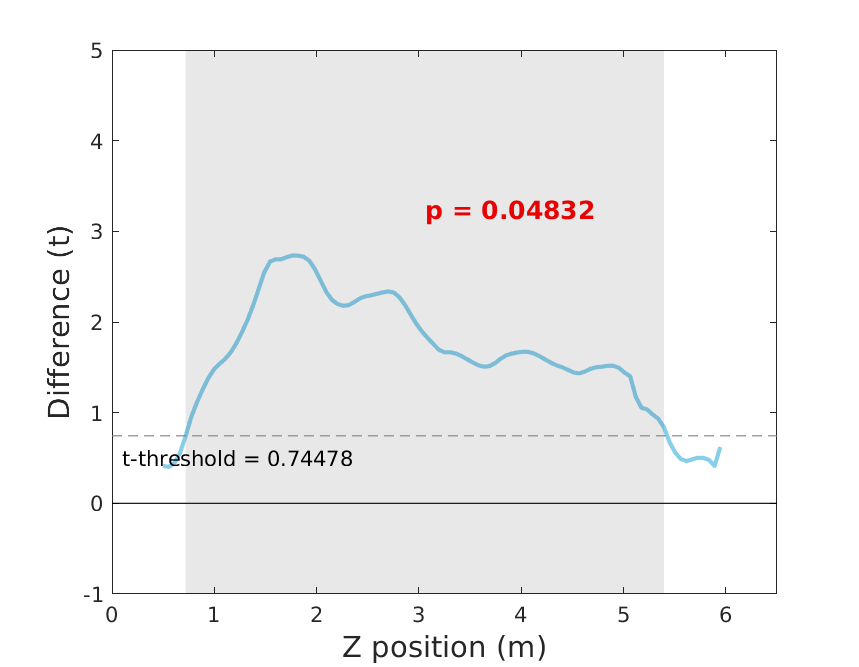 5
4
3
2
1
0
-1
Difference (t)
p = 0.04832
t-threshold = 0.74478
0 1 2 3 4 5 6
Z position (m)